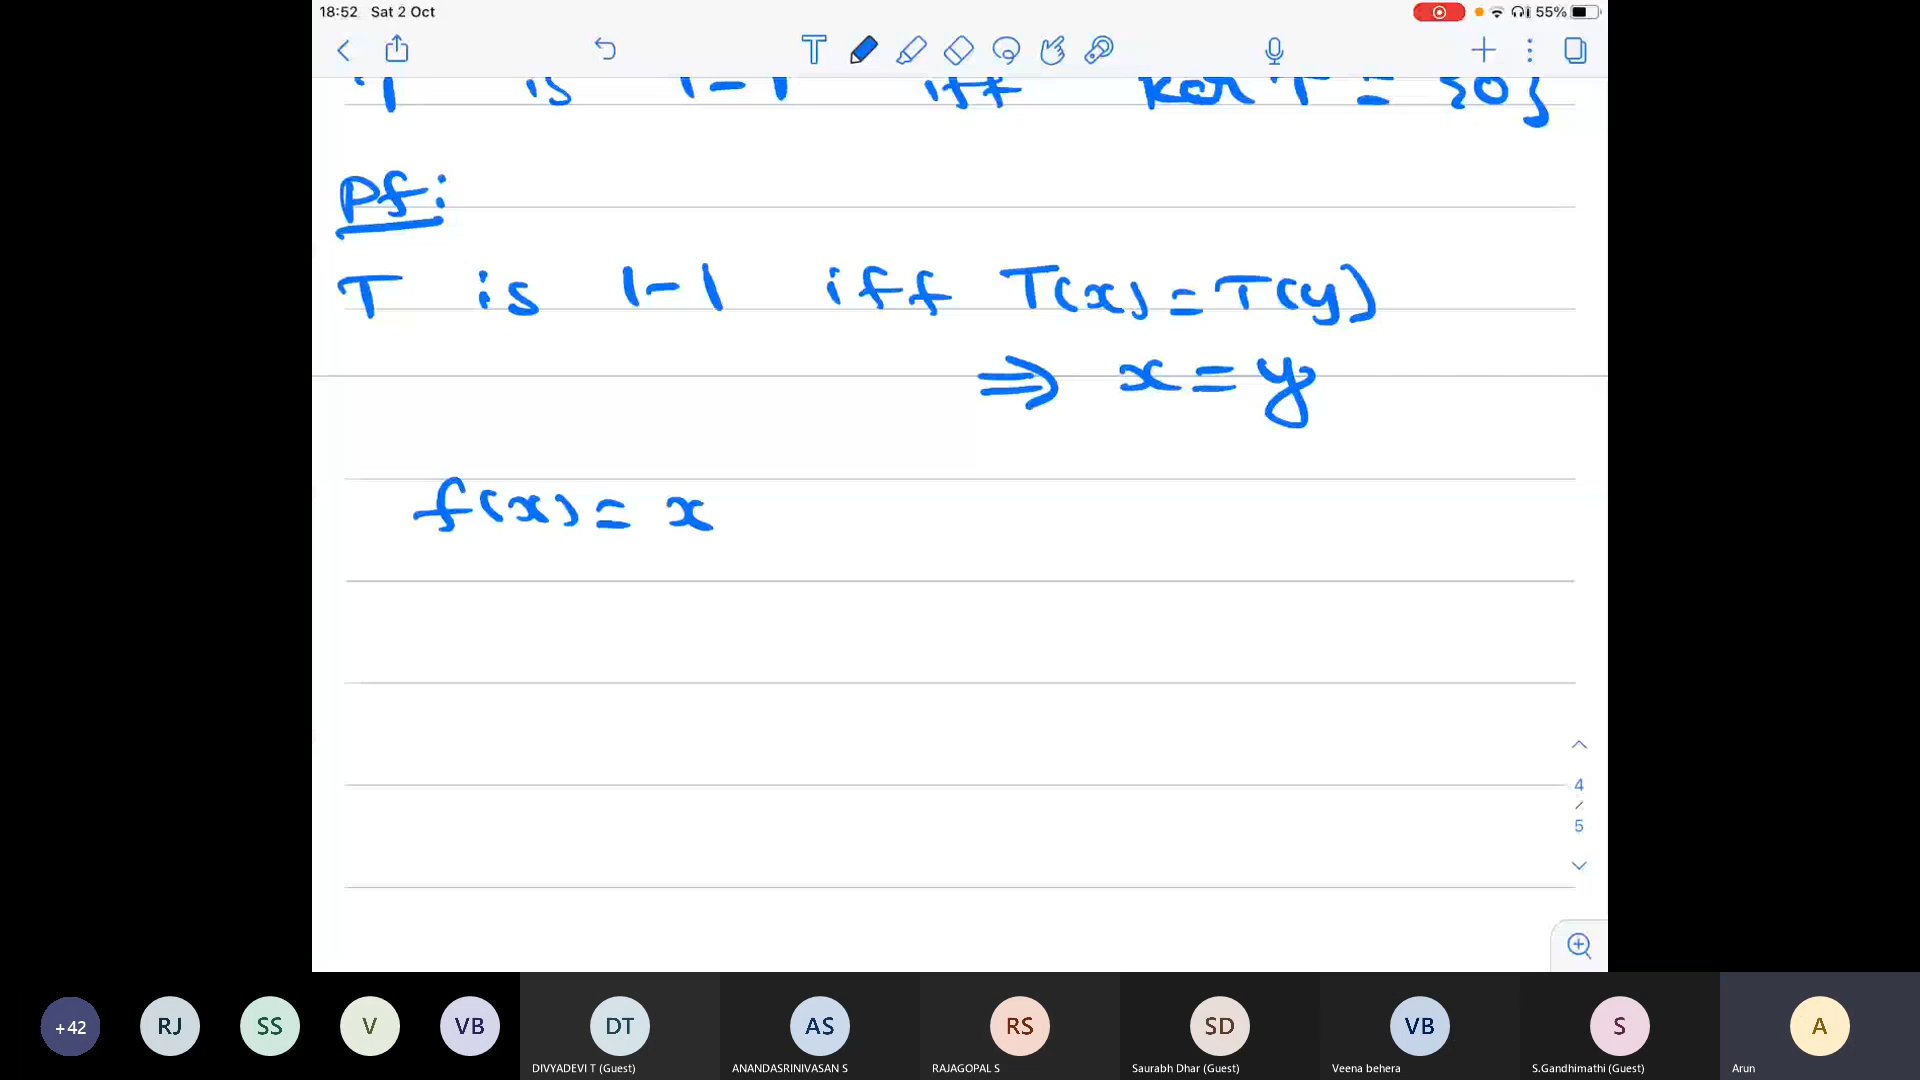 18:52 Sat 2 Oct 55%
T is 1-1 iff ker T = {0}
Pf:
T is 1-1 iff T(x) = T(y)
⇒ x = y
f(x) = x
4
/
5
+42 RJ SS V VB DT AS RS SD VB S A
DIVYADEVI T (Guest) ANANDASRINIVASAN S RAJAGOPAL S Saurabh Dhar (Guest) Veena behera S.Gandhimathi (Guest) Arun